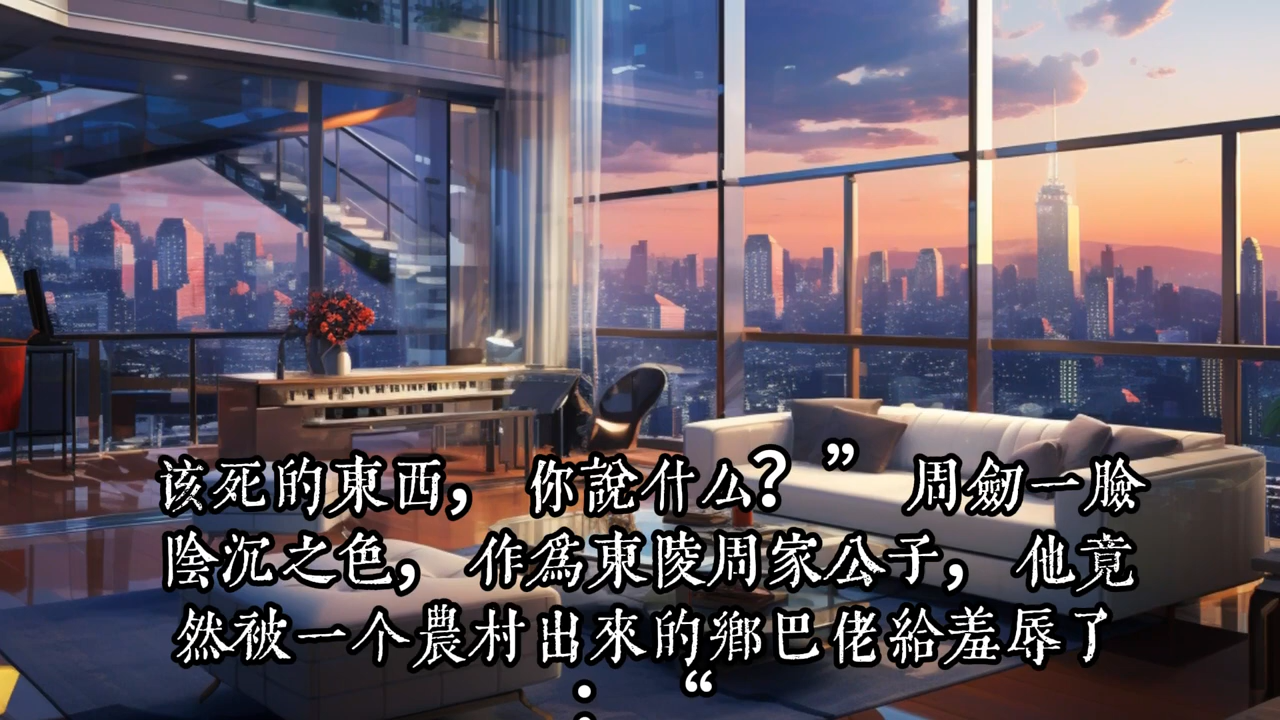 该死的東西, 你說什么? ” 周劒一臉
陰沉之色, 作爲東陵周家公子, 他竟
然被一个農村出來的鄉巴佬給羞辱了
: “